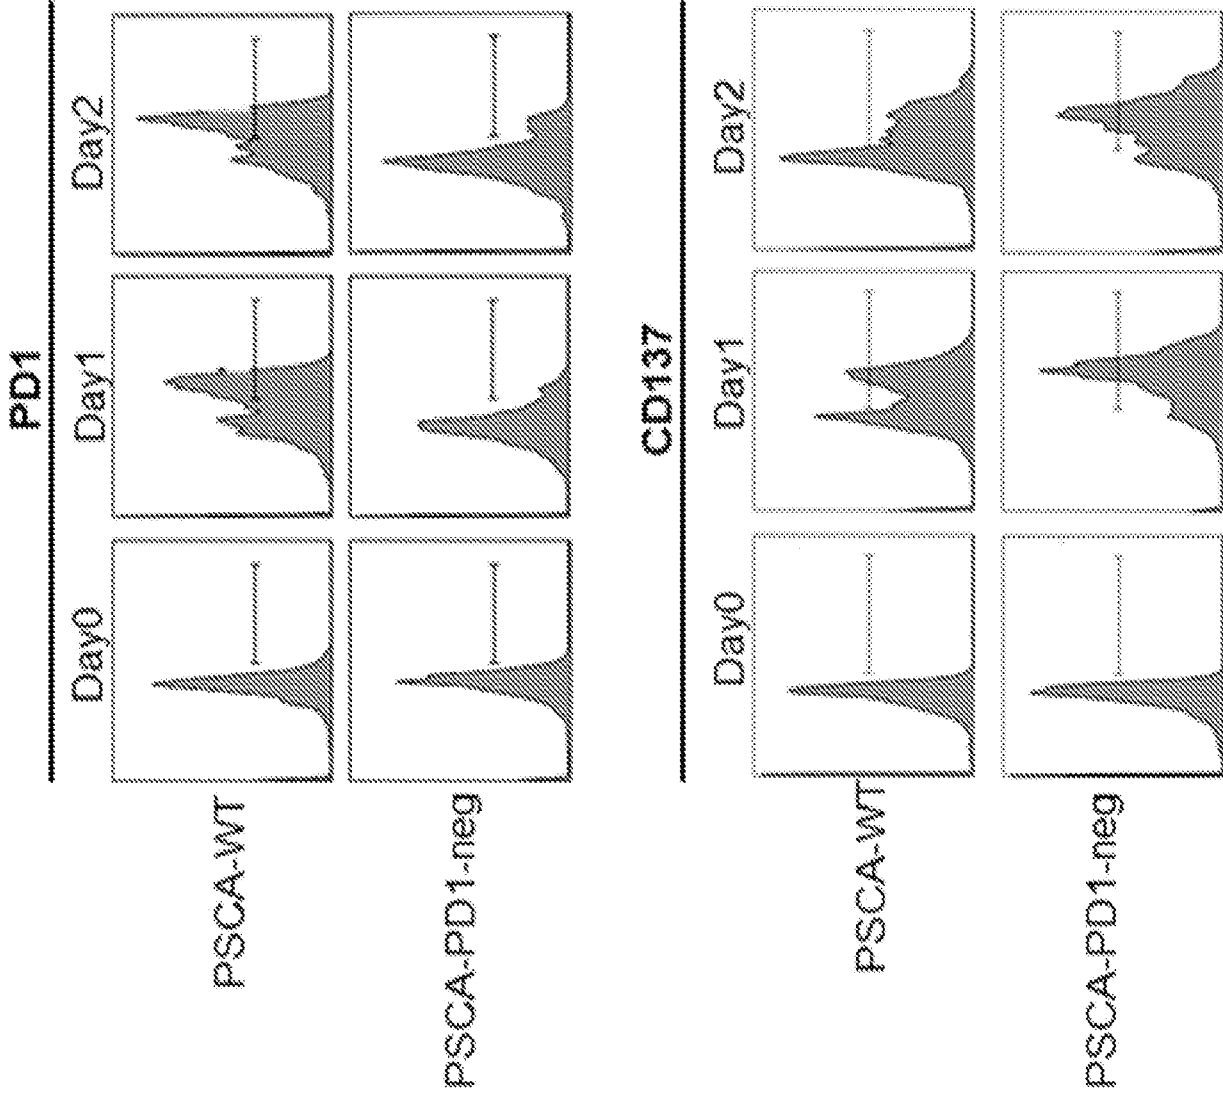 PD1
Day0 Day1 Day2
PSCA-WT
PSCA-PD1-neg
CD137
Day0 Day1 Day2
PSCA-WT
PSCA-PD1-neg